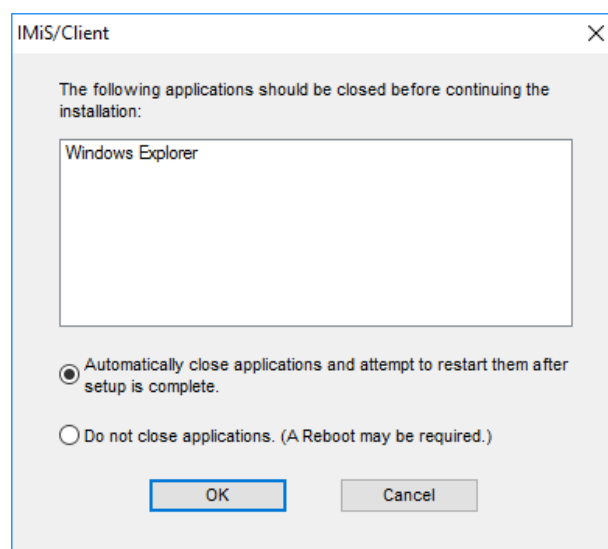 IMiS/Client
The following applications should be closed before continuing the
installation:
Windows Explorer
Automatically close applications and attempt to restart them after
setup is complete.
Do not close applications. (A Reboot may be required.)
OK
Cancel